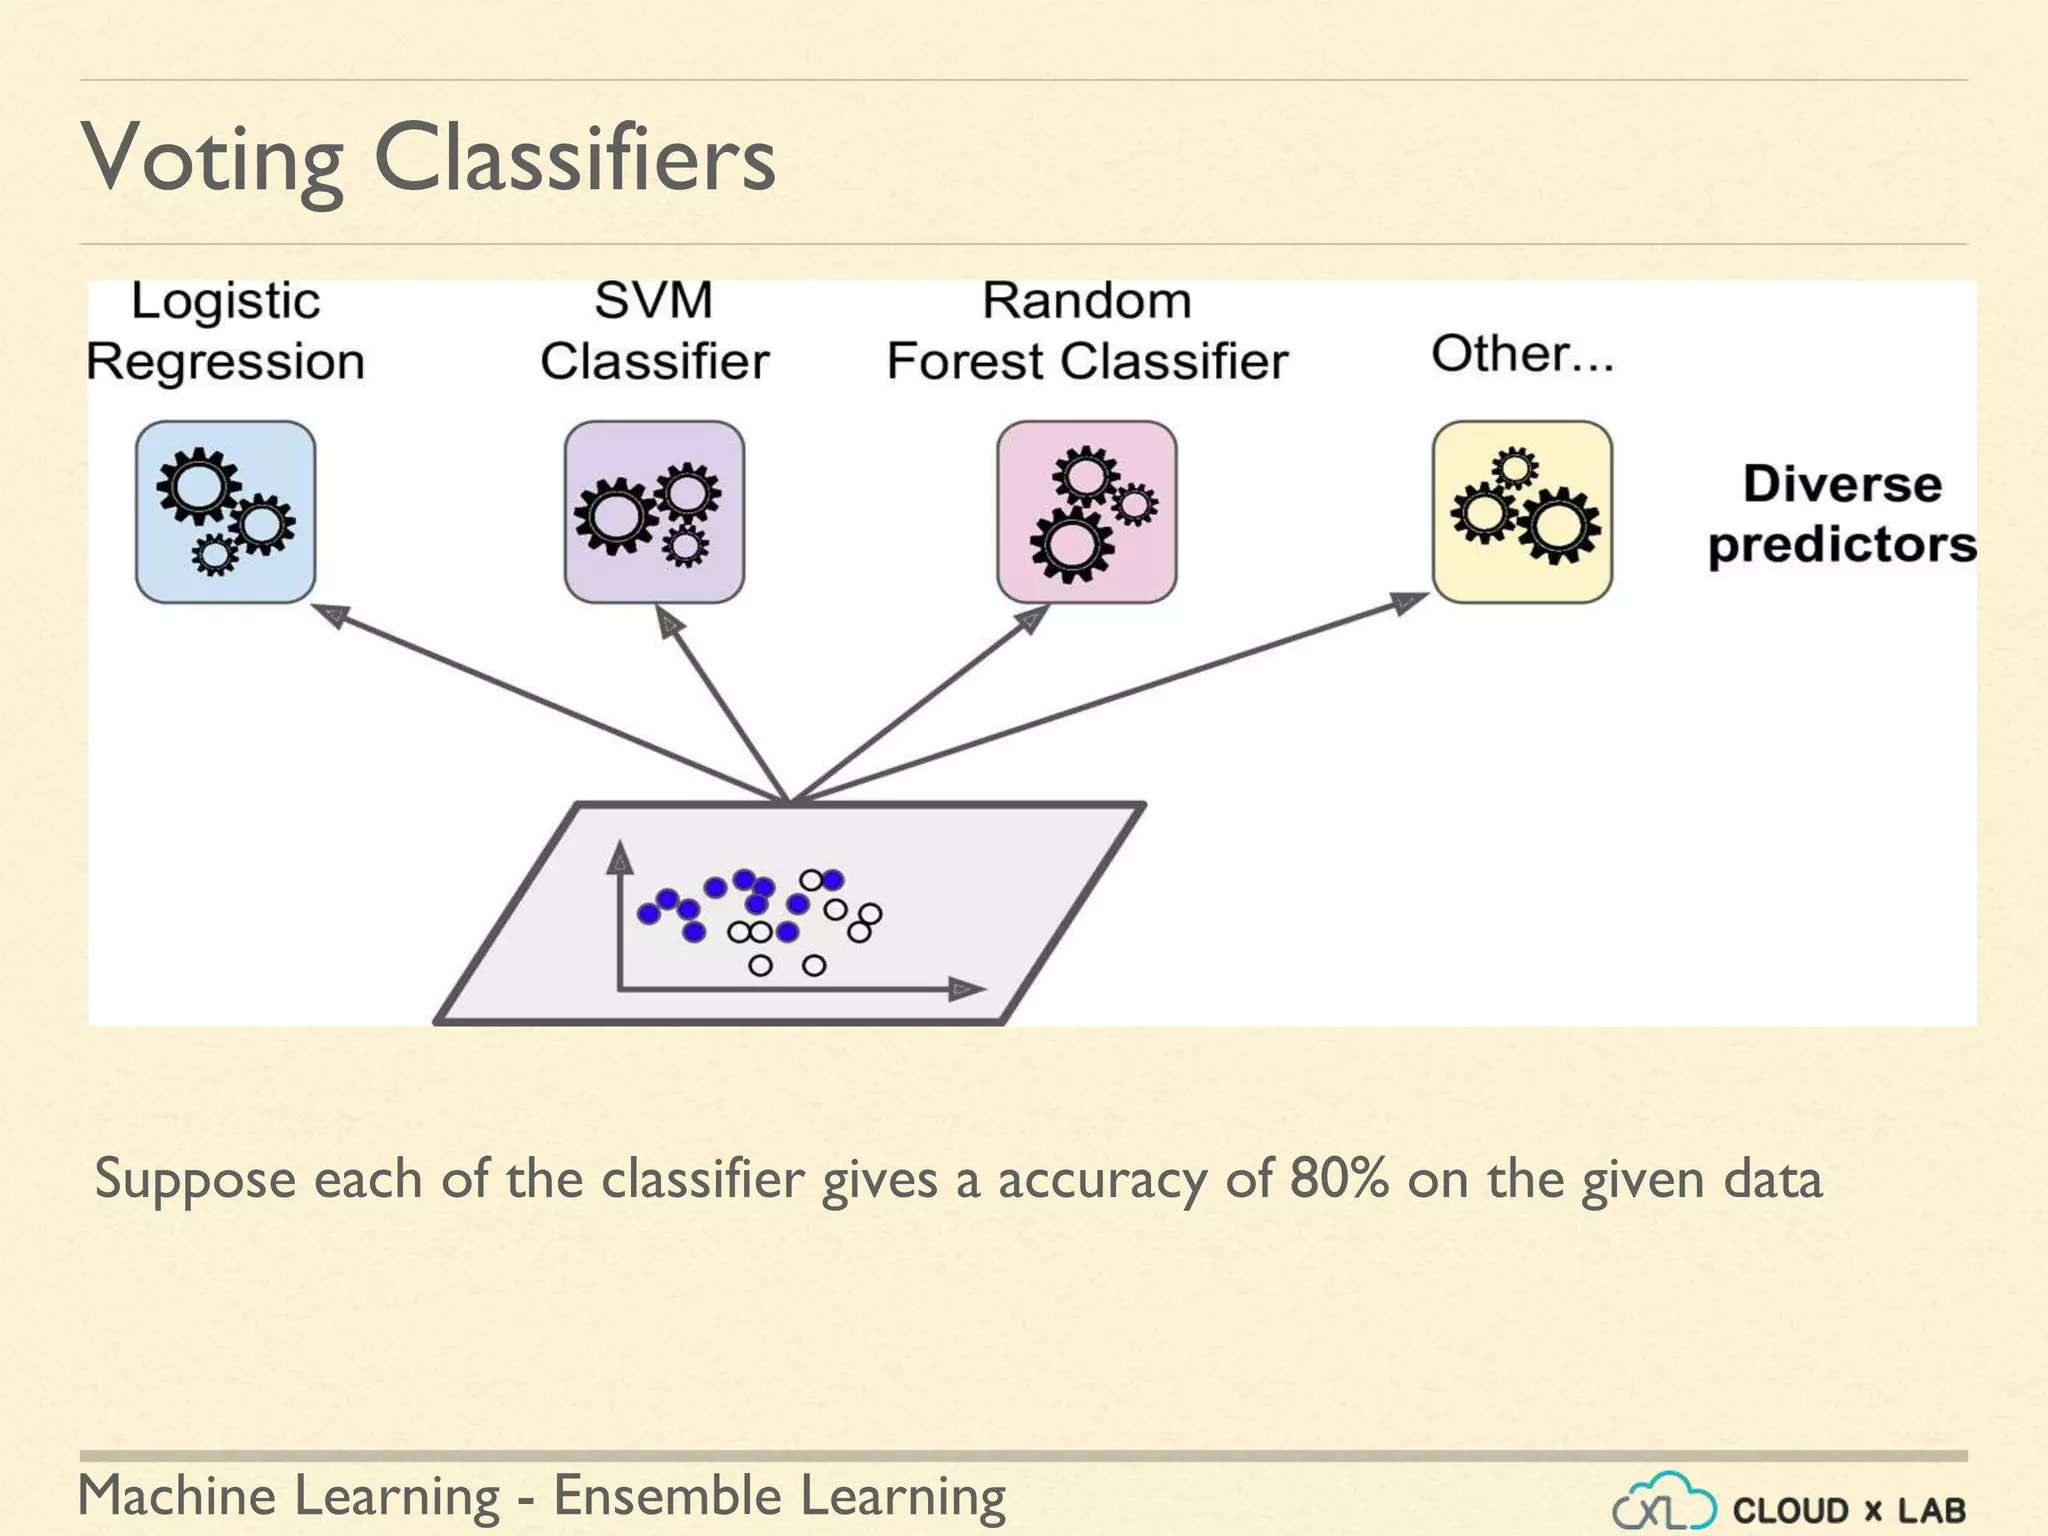 Voting Classifiers
Logistic
Regression
SVM
Classifier
Random
Forest Classifier
Other...
Diverse
predictors
Suppose each of the classifier gives a accuracy of 80% on the given data
Machine Learning - Ensemble Learning
CXL CLOUD x LAB